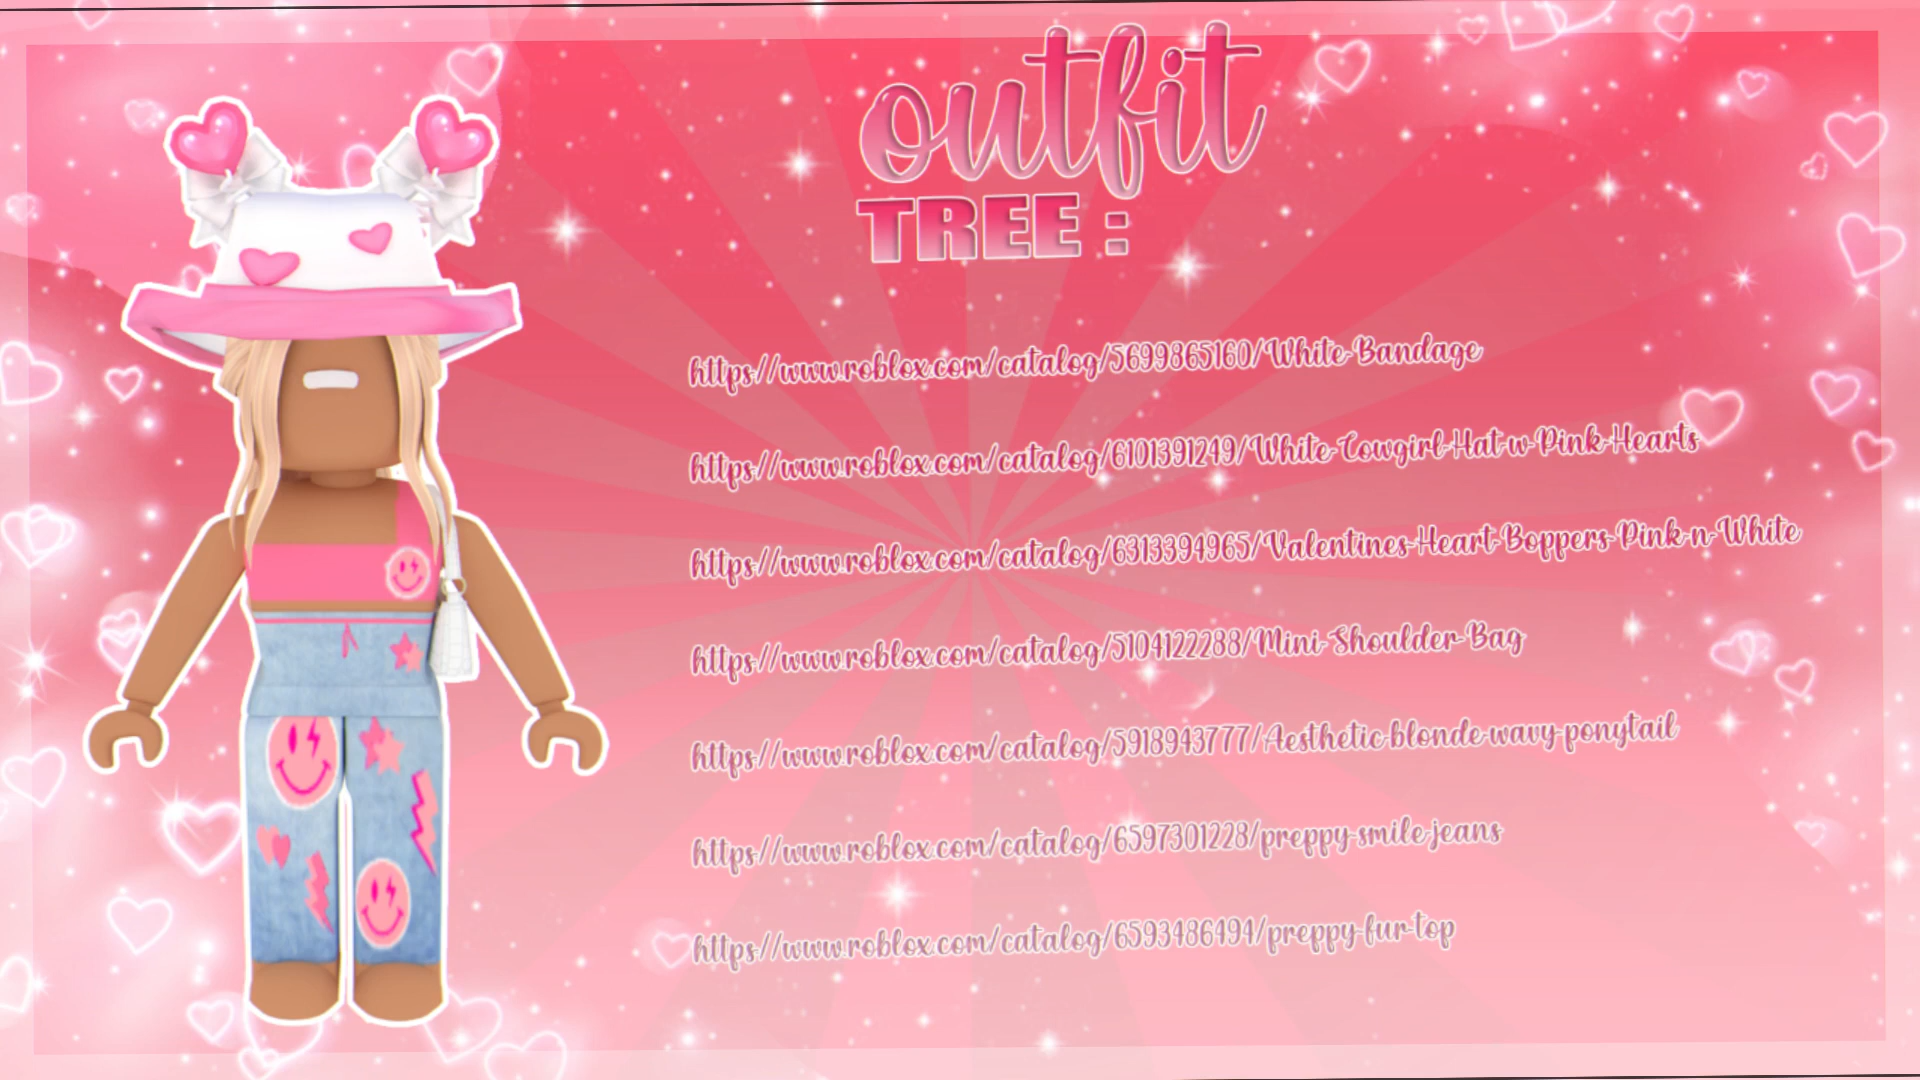 outfit
TREE :
https://www.roblox.com/catalog/5699865160/White-Bandage
https://www.roblox.com/catalog/6101391249/White-Cowgirl-Hat-w-Pink-Hearts
https://www.roblox.com/catalog/6313394965/Valentines-Heart-Boppers-Pink-n-White
https://www.roblox.com/catalog/5104122288/Mini-Shoulder-Bag
https://www.roblox.com/catalog/5918943777/Aesthetic-blonde-wavy-ponytail
https://www.roblox.com/catalog/6597301228/preppy-smile-jeans
https://www.roblox.com/catalog/6593486494/preppy-fur-top